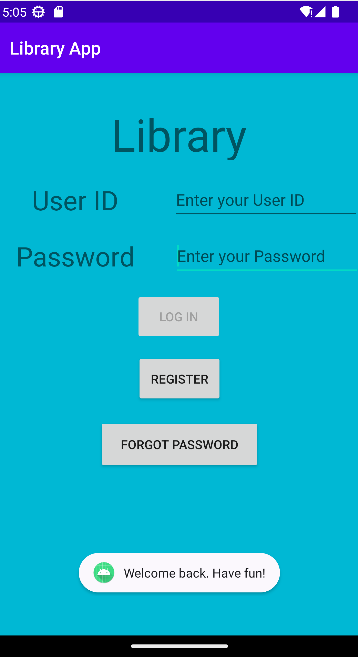 5:05
Library App
Library
User ID
Enter your User ID
Password
Enter your Password
LOG IN
REGISTER
FORGOT PASSWORD
Welcome back. Have fun!